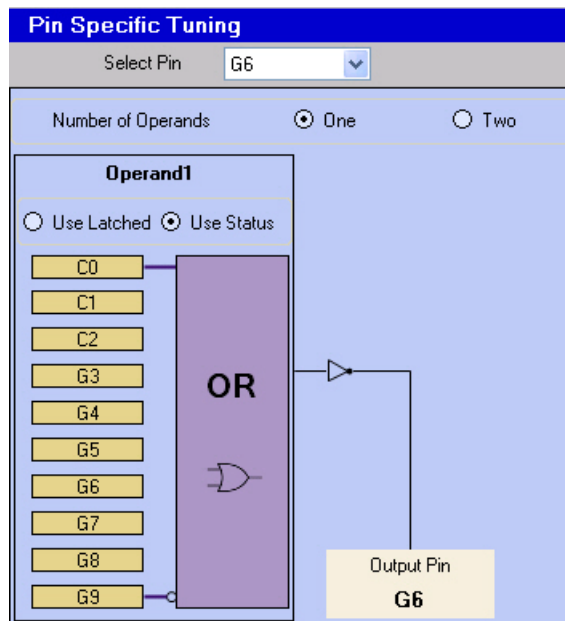 Pin Specific Tuning
Select Pin G6
Number of Operands One Two
Operand1
Use Latched Use Status
C0
C1
C2
G3
G4
G5
G6
G7
G8
G9
OR
Output Pin
G6